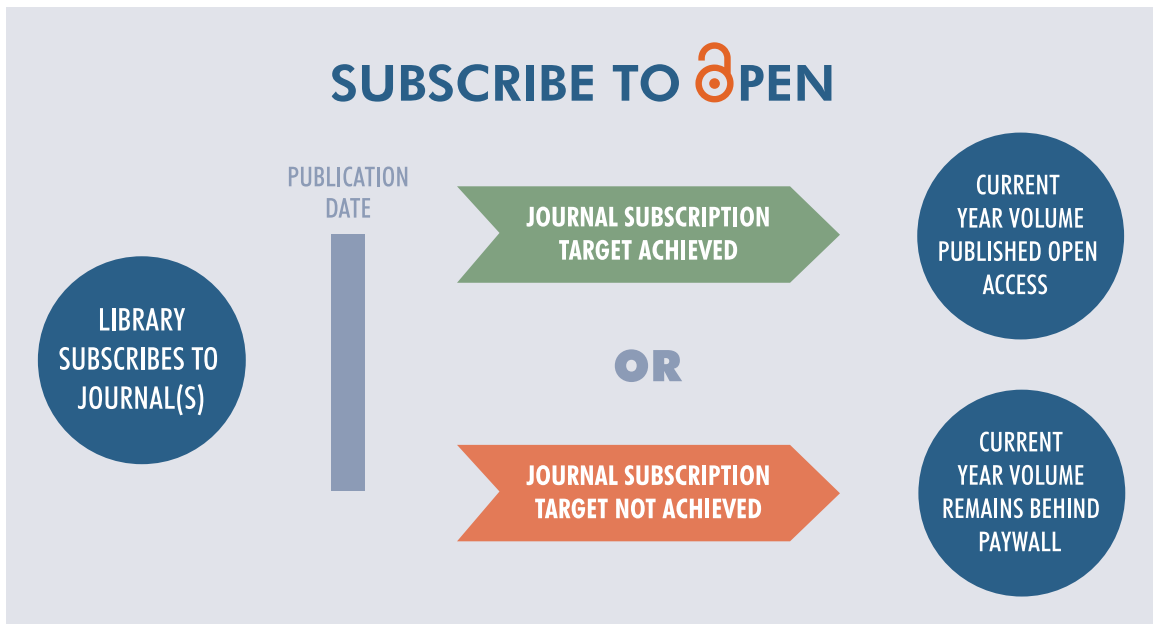 SUBSCRIBE TO OPEN
PUBLICATION
DATE
LIBRARY
SUBSCRIBES TO
JOURNAL(S)
JOURNAL SUBSCRIPTION
TARGET ACHIEVED
CURRENT
YEAR VOLUME
PUBLISHED OPEN
ACCESS
OR
JOURNAL SUBSCRIPTION
TARGET NOT ACHIEVED
CURRENT
YEAR VOLUME
REMAINS BEHIND
PAYWALL